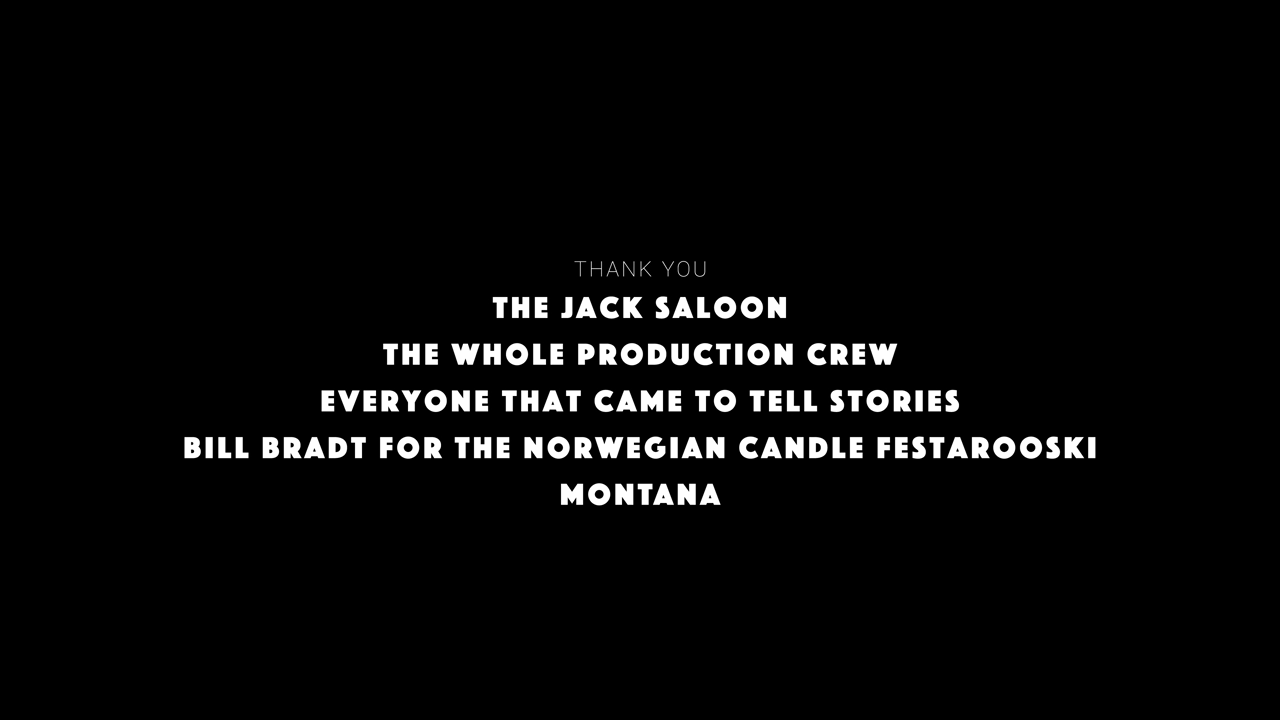 THANK YOU
THE JACK SALOON
THE WHOLE PRODUCTION CREW
EVERYONE THAT CAME TO TELL STORIES
BILL BRADT FOR THE NORWEGIAN CANDLE FESTAROOSKI
MONTANA